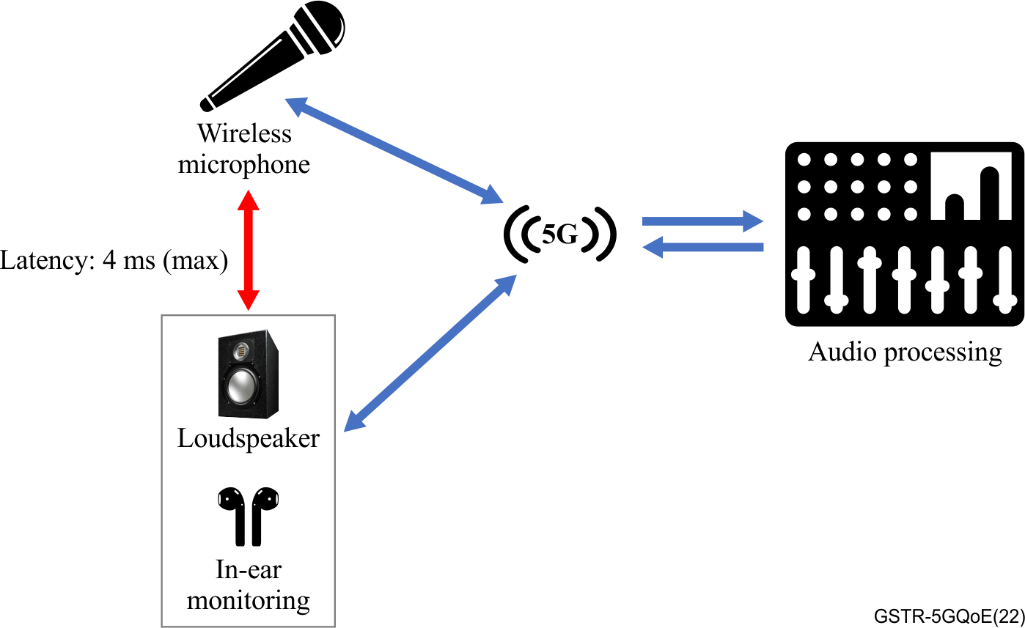 Wireless
microphone
Latency: 4 ms (max)
5G
Audio processing
Loudspeaker
In-ear
monitoring
GSTR-5GQoE(22)